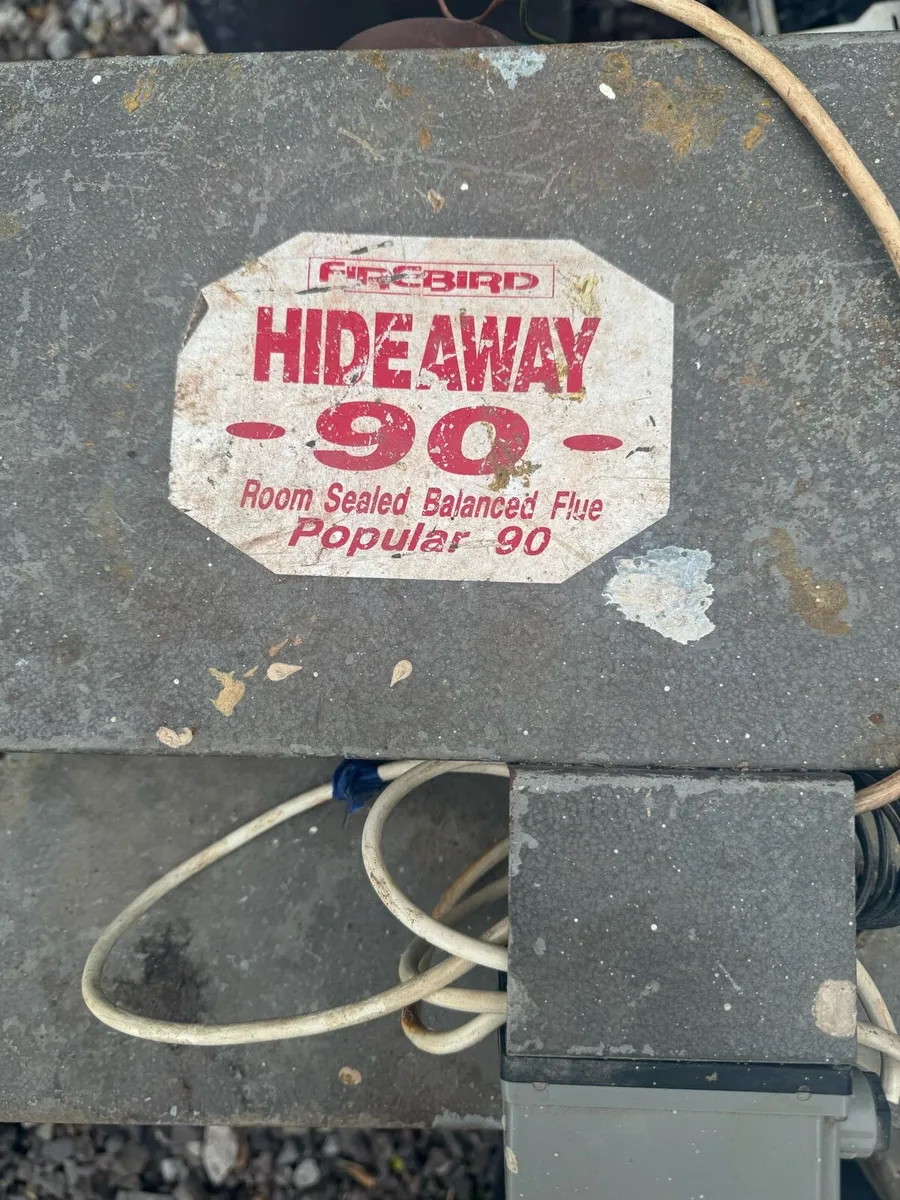 FIREBIRD
HIDEAWAY
-90-
Room Sealed Balanced Flue
Popular 90